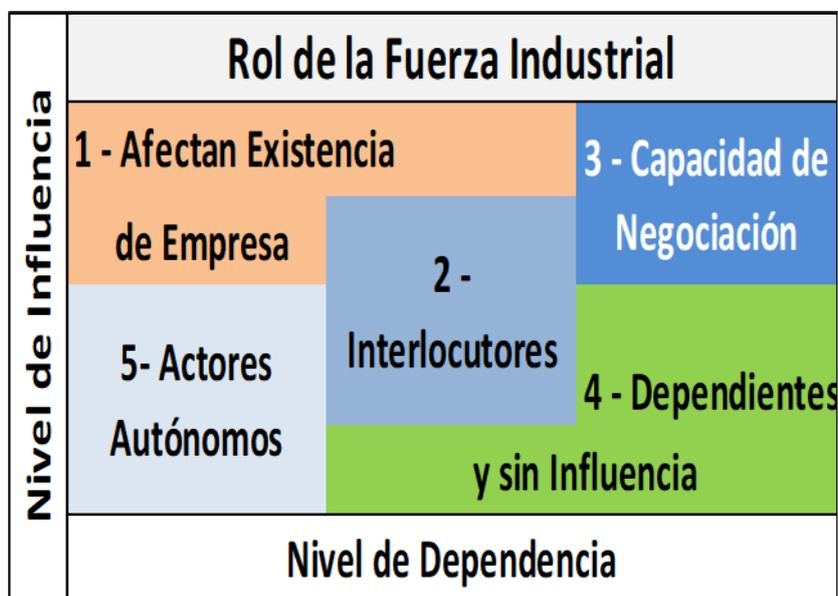 Rol de la Fuerza Industrial
Nivel de Influencia
1 - Afectan Existencia
de Empresa
2 -
Interlocutores
3 - Capacidad de
Negociación
5- Actores
Autónomos
4 - Dependientes
y sin Influencia
Nivel de Dependencia